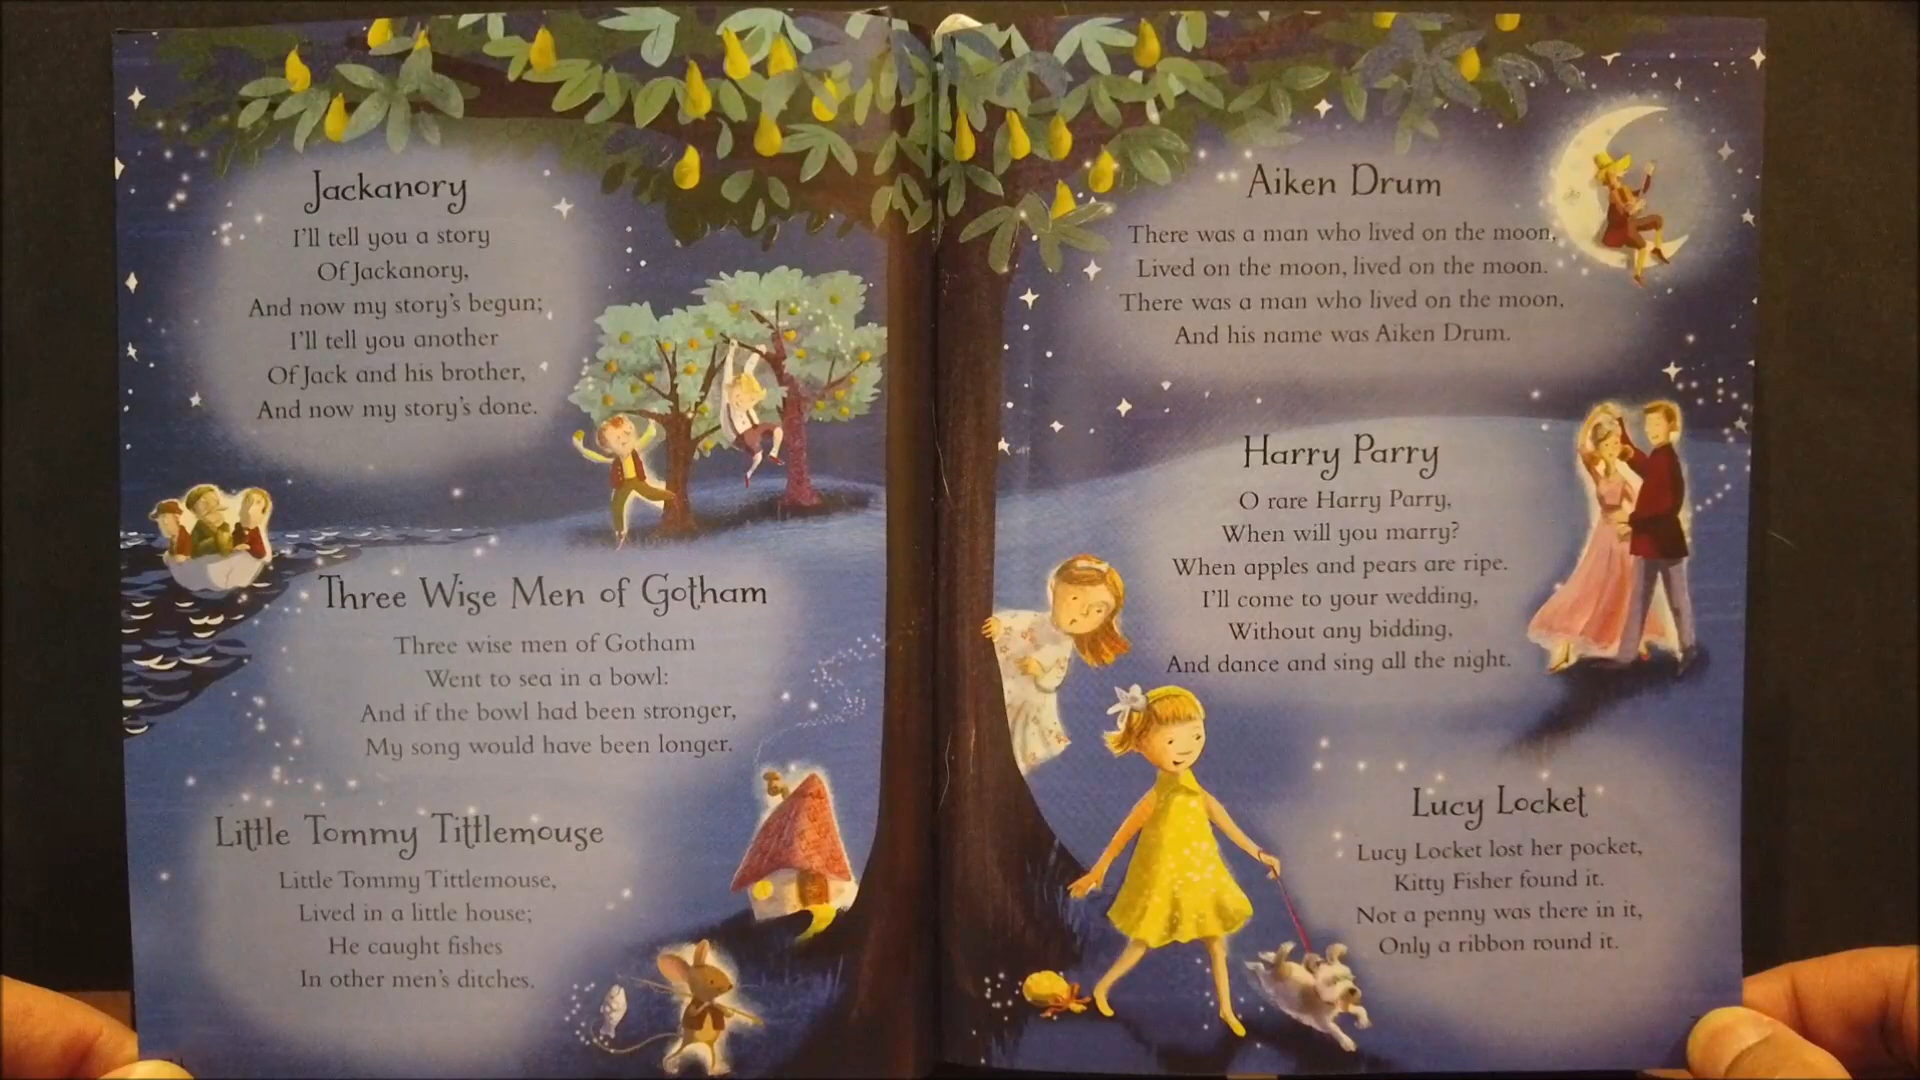 Jackanory
I'll tell you a story
Of Jackanory,
And now my story's begun;
I'll tell you another
Of Jack and his brother,
And now my story's done.
Three Wise Men of Gotham
Three wise men of Gotham
Went to sea in a bowl:
And if the bowl had been stronger,
My song would have been longer.
Little Tommy Tittlemouse
Little Tommy Tittlemouse,
Lived in a little house;
He caught fishes
In other men's ditches.
Aiken Drum
There was a man who lived on the moon,
Lived on the moon, lived on the moon.
There was a man who lived on the moon,
And his name was Aiken Drum.
Harry Parry
O rare Harry Parry,
When will you marry?
When apples and pears are ripe.
I'll come to your wedding,
Without any bidding,
And dance and sing all the night.
Lucy Locket
Lucy Locket lost her pocket,
Kitty Fisher found it.
Not a penny was there in it,
Only a ribbon round it.